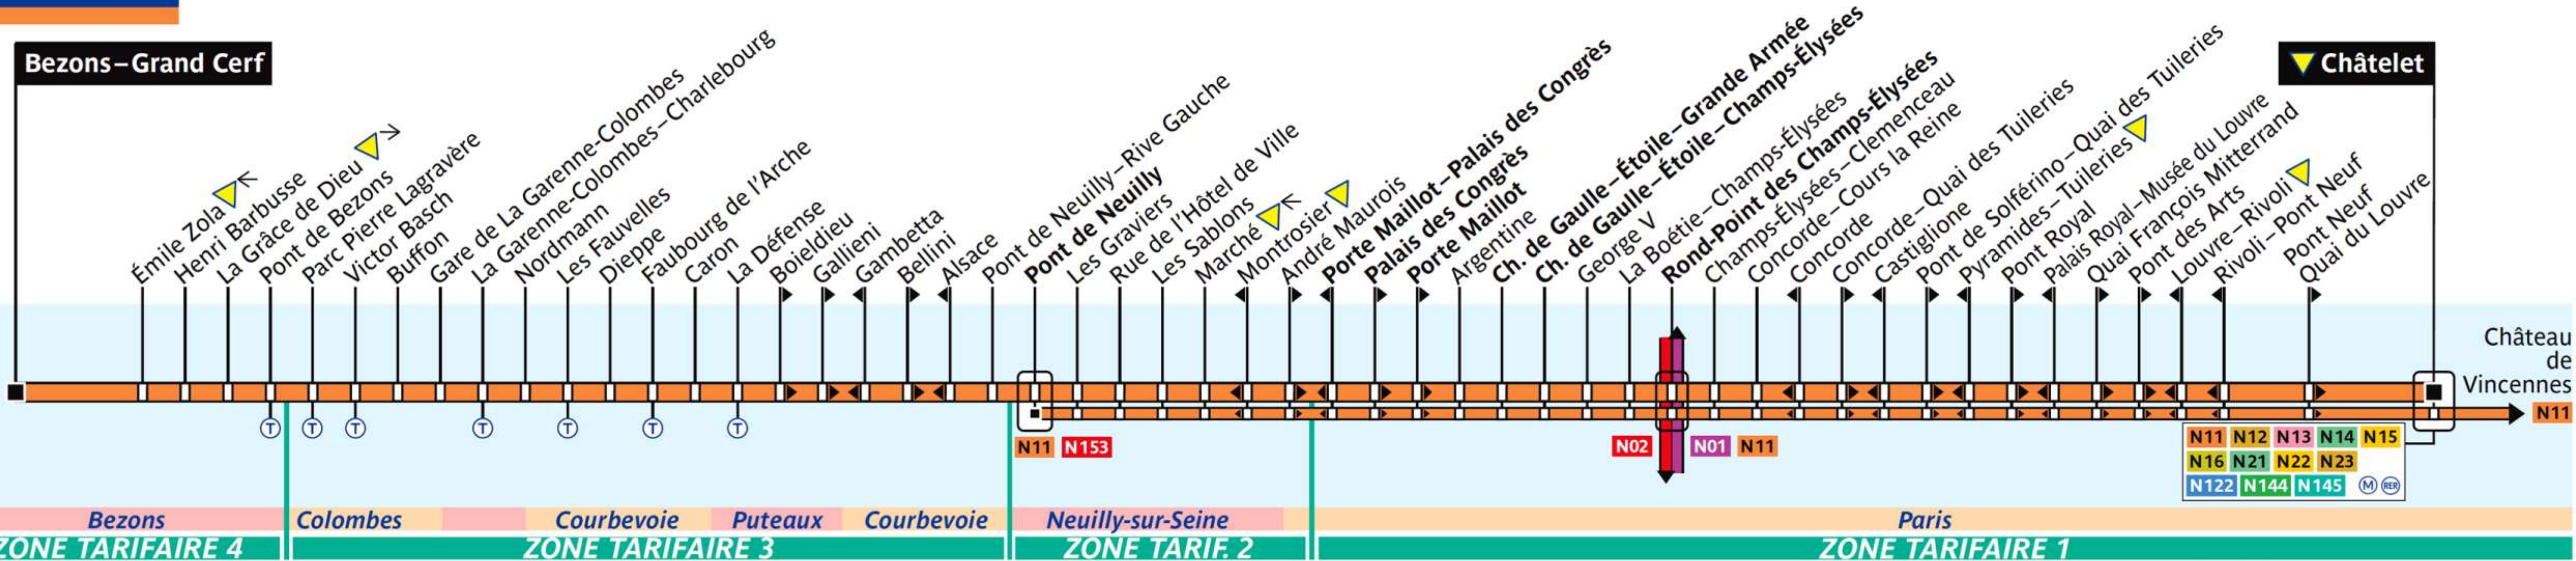 Bezons–Grand Cerf
Émile Zola
Henri Barbusse
La Grâce de Dieu
Pont de Bezons
Parc Pierre Lagravère
Victor Basch
Buffon
Gare de La Garenne-Colombes
La Garenne-Colombes–Charlebourg
Nordmann
Les Fauvelles
Dieppe
Faubourg de l'Arche
Caron
La Défense
Boieldieu
Gallieni
Gambetta
Bellini
Alsace
Pont de Neuilly–Rive Gauche
Pont de Neuilly
Les Graviers
Rue de l'Hôtel de Ville
Les Sablons
Marché
Montrosier
André Maurois
Porte Maillot–Palais des Congrès
Palais des Congrès
Porte Maillot
Argentine
Ch. de Gaulle–Étoile–Grande Armée
Ch. de Gaulle–Étoile–Champs-Élysées
George V
La Boétie–Champs-Élysées
Rond-Point des Champs-Élysées
Champs-Élysées–Clemenceau
Concorde–Cours la Reine
Concorde
Concorde–Quai des Tuileries
Castiglione
Pont de Solférino–Quai des Tuileries
Pyramides–Tuileries
Pont Royal
Palais Royal–Musée du Louvre
Quai François Mitterrand
Pont des Arts
Louvre–Rivoli
Rivoli–Pont Neuf
Pont Neuf
Quai du Louvre
Châtelet
Château
de
Vincennes
N11
T T T T T T T
N11 N153
N02 N01 N11
N11 N12 N13 N14 N15
N16 N21 N22 N23
N122 N144 N145 M RER
Bezons Colombes Courbevoie Puteaux Courbevoie Neuilly-sur-Seine Paris
ZONE TARIFAIRE 4 ZONE TARIFAIRE 3 ZONE TARIF. 2 ZONE TARIFAIRE 1